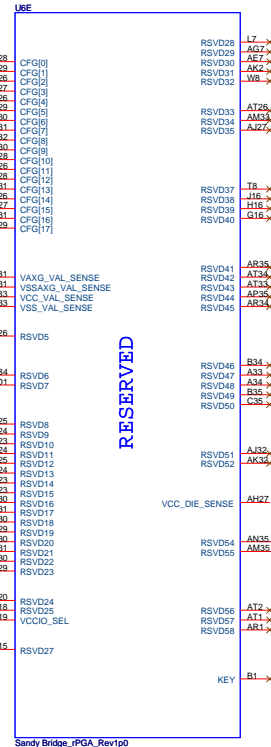 U6E
CFG[0]
CFG[1]
CFG[2]
CFG[3]
CFG[4]
CFG[5]
CFG[6]
CFG[7]
CFG[8]
CFG[9]
CFG[10]
CFG[11]
CFG[12]
CFG[13]
CFG[14]
CFG[15]
CFG[16]
CFG[17]
VAXG_VAL_SENSE
VSSAXG_VAL_SENSE
VCC_VAL_SENSE
VSS_VAL_SENSE
RSVD5
RSVD6
RSVD7
RSVD8
RSVD9
RSVD10
RSVD11
RSVD12
RSVD13
RSVD14
RSVD15
RSVD16
RSVD17
RSVD18
RSVD19
RSVD20
RSVD21
RSVD22
RSVD23
RSVD24
RSVD25
VCCIO_SEL
RSVD27
RESERVED
RSVD28 L7
RSVD29 AG7
RSVD30 AE7
RSVD31 AK2
RSVD32 W8
RSVD33 AT26
RSVD34 AM33
RSVD35 AJ27
RSVD37 T8
RSVD38 J16
RSVD39 H16
RSVD40 G16
RSVD41 AR35
RSVD42 AT34
RSVD43 AT33
RSVD44 AP35
RSVD45 AR34
RSVD46 B34
RSVD47 A33
RSVD48 A34
RSVD49 B35
RSVD50 C35
RSVD51 AJ32
RSVD52 AK32
VCC_DIE_SENSE AH27
RSVD54 AN35
RSVD55 AM35
RSVD56 AT2
RSVD57 AT1
RSVD58 AR1
KEY B1
Sandy Bridge_rPGA_Rev1p0